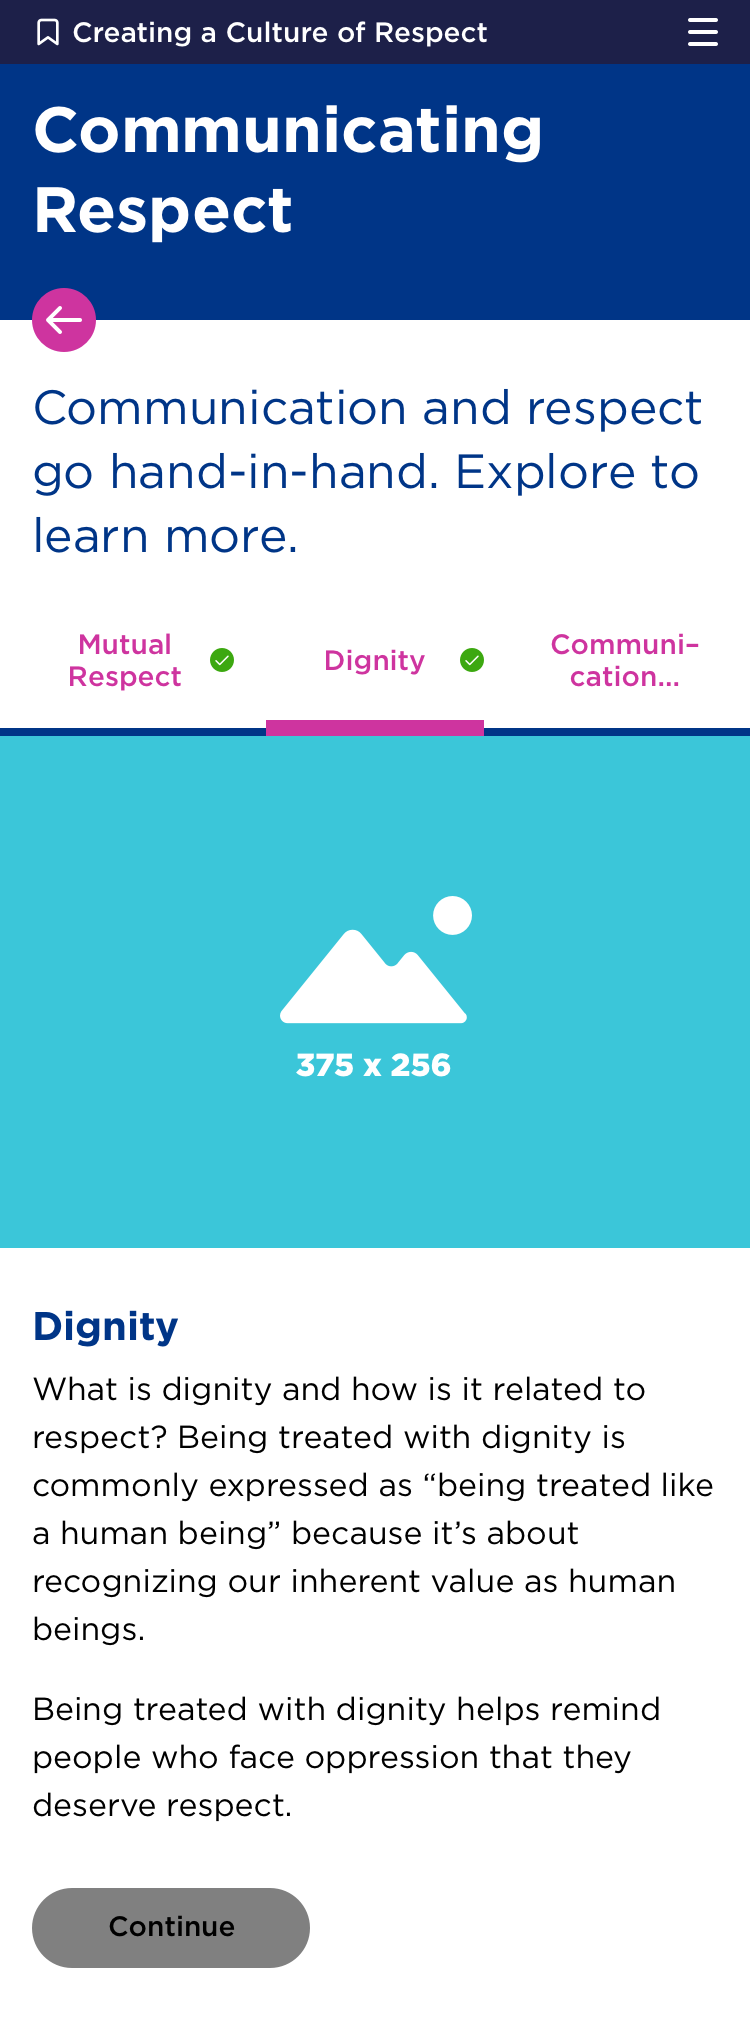 Creating a Culture of Respect
Communicating
Respect
Communication and respect
go hand-in-hand. Explore to
learn more.
Mutual
Respect
Dignity
Communi–
cation...
375 x 256
Dignity
What is dignity and how is it related to
respect? Being treated with dignity is
commonly expressed as “being treated like
a human being” because it’s about
recognizing our inherent value as human
beings.
Being treated with dignity helps remind
people who face oppression that they
deserve respect.
Continue